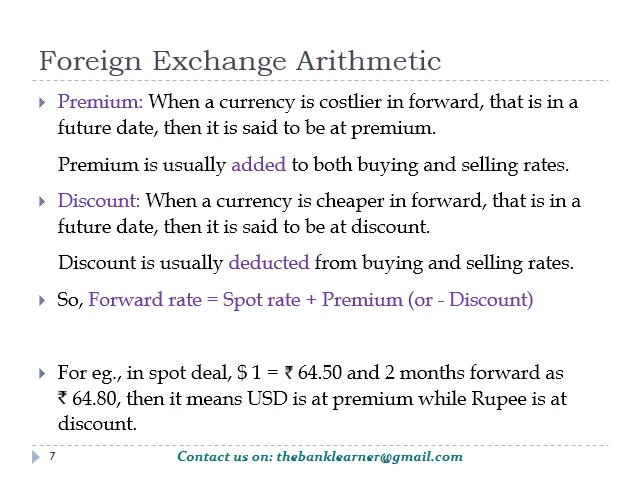 Foreign Exchange Arithmetic
Premium: When a currency is costlier in forward, that is in a
future date, then it is said to be at premium.
Premium is usually added to both buying and selling rates.
Discount: When a currency is cheaper in forward, that is in a
future date, then it is said to be at discount.
Discount is usually deducted from buying and selling rates.
So, Forward rate = Spot rate + Premium (or - Discount)
For eg., in spot deal, $ 1 = ₹ 64.50 and 2 months forward as
₹ 64.80, then it means USD is at premium while Rupee is at
discount.
7 Contact us on: thebanklearner@gmail.com